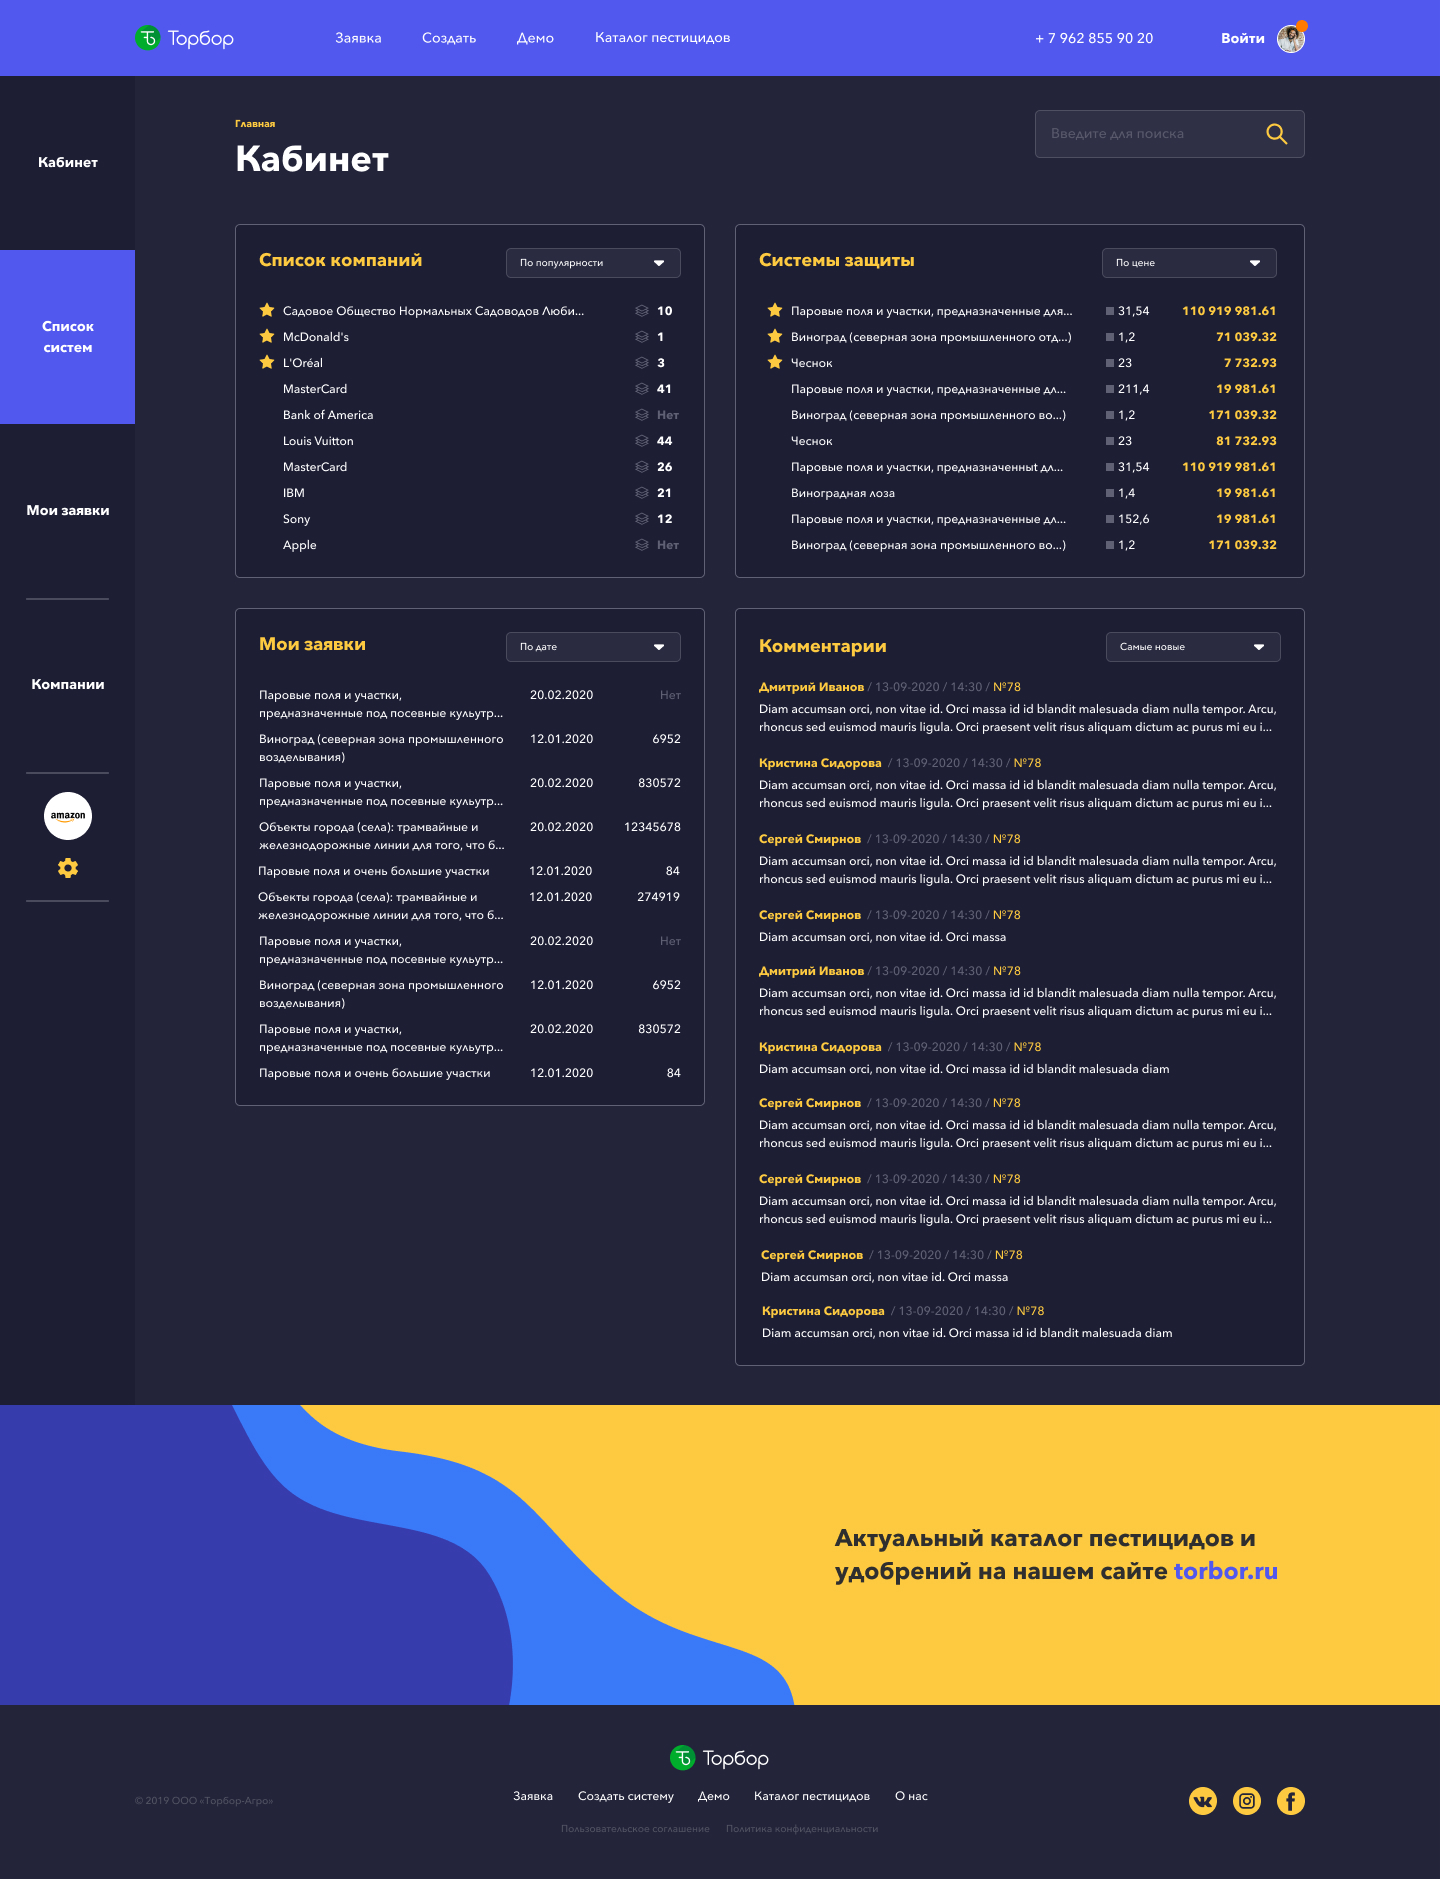 Торбор
Заявка
Создать
Демо
Каталог пестицидов
+ 7 962 855 90 20
Войти
Кабинет
Список
систем
Мои заявки
Компании
amazon
Главная
Кабинет
Введите для поиска
Список компаний
По популярности
Садовое Общество Нормальных Садоводов Люби... 10
McDonald's 1
L'Oréal 3
MasterCard 41
Bank of America Нет
Louis Vuitton 44
MasterCard 26
IBM 21
Sony 12
Apple Нет
Системы защиты
По цене
Паровые поля и участки, предназначенные для... 31,54 110 919 981.61
Виноград (северная зона промышленного отд...) 1,2 71 039.32
Чеснок 23 7 732.93
Паровые поля и участки, предназначенные дл... 211,4 19 981.61
Виноград (северная зона промышленного во...) 1,2 171 039.32
Чеснок 23 81 732.93
Паровые поля и участки, предназначенныt дл... 31,54 110 919 981.61
Виноградная лоза 1,4 19 981.61
Паровые поля и участки, предназначенные дл... 152,6 19 981.61
Виноград (северная зона промышленного во...) 1,2 171 039.32
Мои заявки
По дате
Паровые поля и участки, 20.02.2020 Нет
предназначенные под посевные кульутр...
Виноград (северная зона промышленного 12.01.2020 6952
возделывания)
Паровые поля и участки, 20.02.2020 830572
предназначенные под посевные кульутр...
Объекты города (села): трамвайные и 20.02.2020 12345678
железнодорожные линии для того, что б...
Паровые поля и очень большие участки 12.01.2020 84
Объекты города (села): трамвайные и 12.01.2020 274919
железнодорожные линии для того, что б...
Паровые поля и участки, 20.02.2020 Нет
предназначенные под посевные кульутр...
Виноград (северная зона промышленного 12.01.2020 6952
возделывания)
Паровые поля и участки, 20.02.2020 830572
предназначенные под посевные кульутр...
Паровые поля и очень большие участки 12.01.2020 84
Комментарии
Самые новые
Дмитрий Иванов / 13-09-2020 / 14:30 / №78
Diam accumsan orci, non vitae id. Orci massa id id blandit malesuada diam nulla tempor. Arcu,
rhoncus sed euismod mauris ligula. Orci praesent velit risus aliquam dictum ac purus mi eu i...
Кристина Сидорова / 13-09-2020 / 14:30 / №78
Diam accumsan orci, non vitae id. Orci massa id id blandit malesuada diam nulla tempor. Arcu,
rhoncus sed euismod mauris ligula. Orci praesent velit risus aliquam dictum ac purus mi eu i...
Сергей Смирнов / 13-09-2020 / 14:30 / №78
Diam accumsan orci, non vitae id. Orci massa id id blandit malesuada diam nulla tempor. Arcu,
rhoncus sed euismod mauris ligula. Orci praesent velit risus aliquam dictum ac purus mi eu i...
Сергей Смирнов / 13-09-2020 / 14:30 / №78
Diam accumsan orci, non vitae id. Orci massa
Дмитрий Иванов / 13-09-2020 / 14:30 / №78
Diam accumsan orci, non vitae id. Orci massa id id blandit malesuada diam nulla tempor. Arcu,
rhoncus sed euismod mauris ligula. Orci praesent velit risus aliquam dictum ac purus mi eu i...
Кристина Сидорова / 13-09-2020 / 14:30 / №78
Diam accumsan orci, non vitae id. Orci massa id id blandit malesuada diam
Сергей Смирнов / 13-09-2020 / 14:30 / №78
Diam accumsan orci, non vitae id. Orci massa id id blandit malesuada diam nulla tempor. Arcu,
rhoncus sed euismod mauris ligula. Orci praesent velit risus aliquam dictum ac purus mi eu i...
Сергей Смирнов / 13-09-2020 / 14:30 / №78
Diam accumsan orci, non vitae id. Orci massa id id blandit malesuada diam nulla tempor. Arcu,
rhoncus sed euismod mauris ligula. Orci praesent velit risus aliquam dictum ac purus mi eu i...
Сергей Смирнов / 13-09-2020 / 14:30 / №78
Diam accumsan orci, non vitae id. Orci massa
Кристина Сидорова / 13-09-2020 / 14:30 / №78
Diam accumsan orci, non vitae id. Orci massa id id blandit malesuada diam
Актуальный каталог пестицидов и
удобрений на нашем сайте torbor.ru
Торбор
© 2019 ООО «Торбор-Агро»
Заявка
Создать систему
Демо
Каталог пестицидов
О нас
Пользовательское соглашение
Политика конфиденциальности